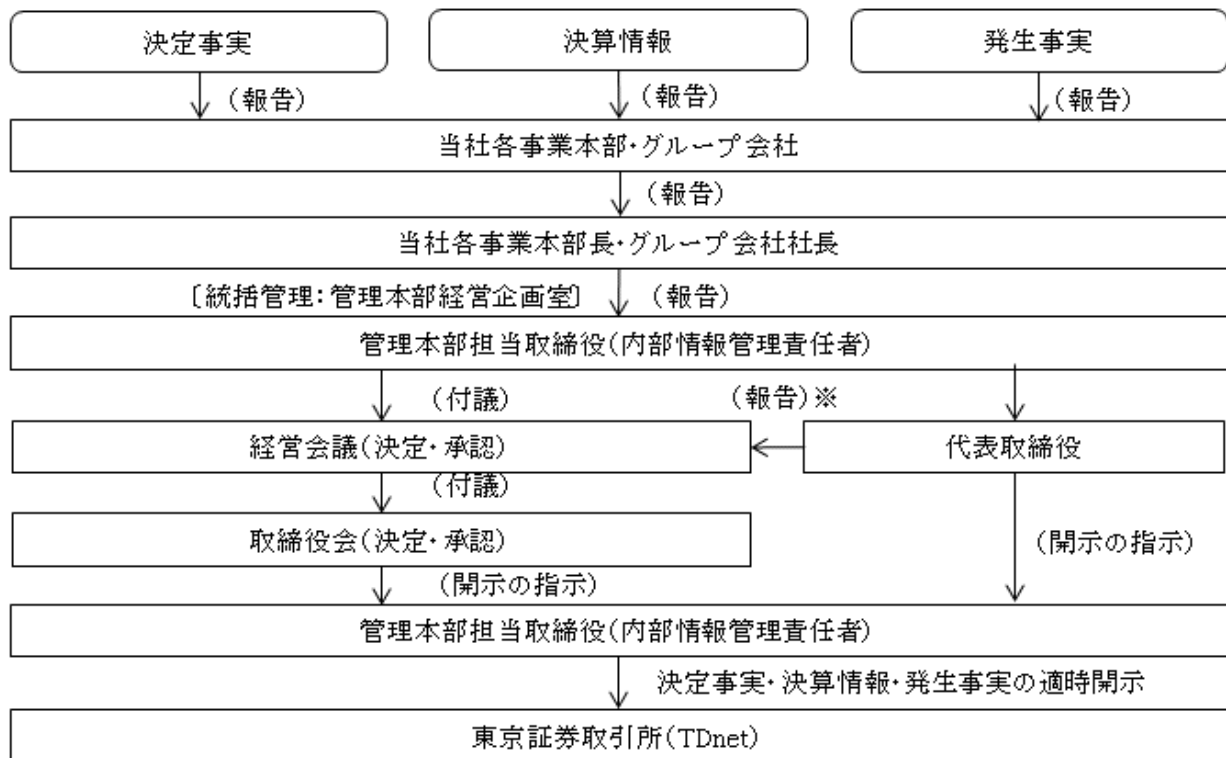 決定事実
決算情報
発生事実
(報告)
(報告)
(報告)
当社各事業本部・グループ会社
(報告)
当社各事業本部長・グループ会社社長
[統括管理:管理本部経営企画室]
(報告)
管理本部担当取締役(内部情報管理責任者)
(付議)
(報告)※
経営会議(決定・承認)
代表取締役
(付議)
取締役会(決定・承認)
(開示の指示)
(開示の指示)
管理本部担当取締役(内部情報管理責任者)
決定事実・決算情報・発生事実の適時開示
東京証券取引所(TDnet)